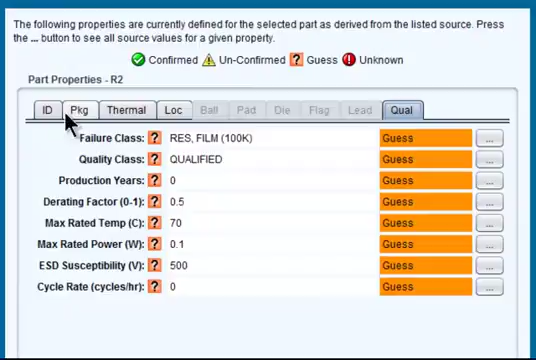 The following properties are currently defined for the selected part as derived from the listed source. Press
the ... button to see all source values for a given property.
Confirmed Un-Confirmed ? Guess Unknown
Part Properties - R2
ID Pkg Thermal Loc Ball Pad Die Flag Lead Qual
Failure Class: ? RES, FILM (100K) Guess ...
Quality Class: ? QUALIFIED Guess ...
Production Years: ? 0 Guess ...
Derating Factor (0-1): ? 0.5 Guess ...
Max Rated Temp (C): ? 70 Guess ...
Max Rated Power (W): ? 0.1 Guess ...
ESD Susceptibility (V): ? 500 Guess ...
Cycle Rate (cycles/hr): ? 0 Guess ...